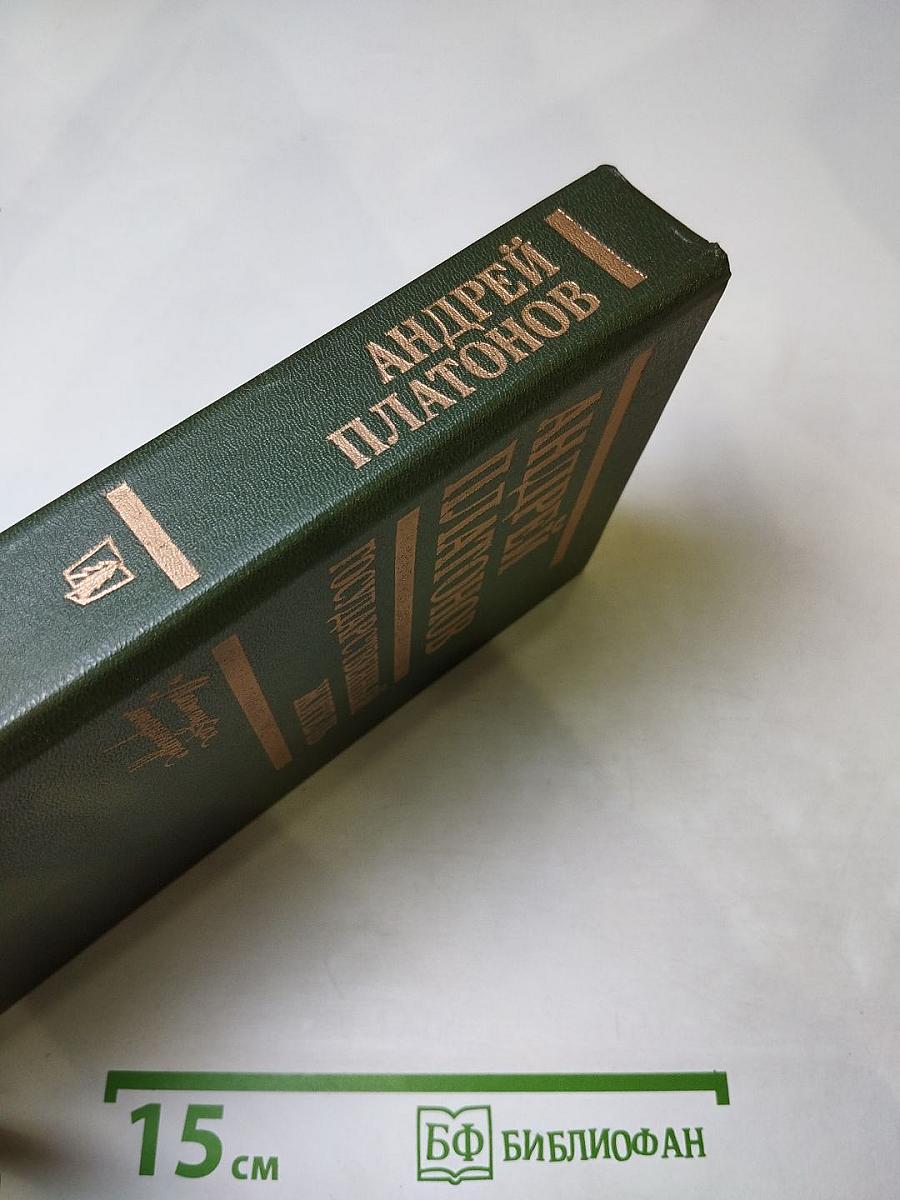 АНДРЕЙ
ПЛАТОНОВ
АНДРЕЙ
ПЛАТОНОВ
ГОСУДАРСТВЕННЫЙ
ЖИТЕЛЬ
15 см
БФ БИБЛИОФАН